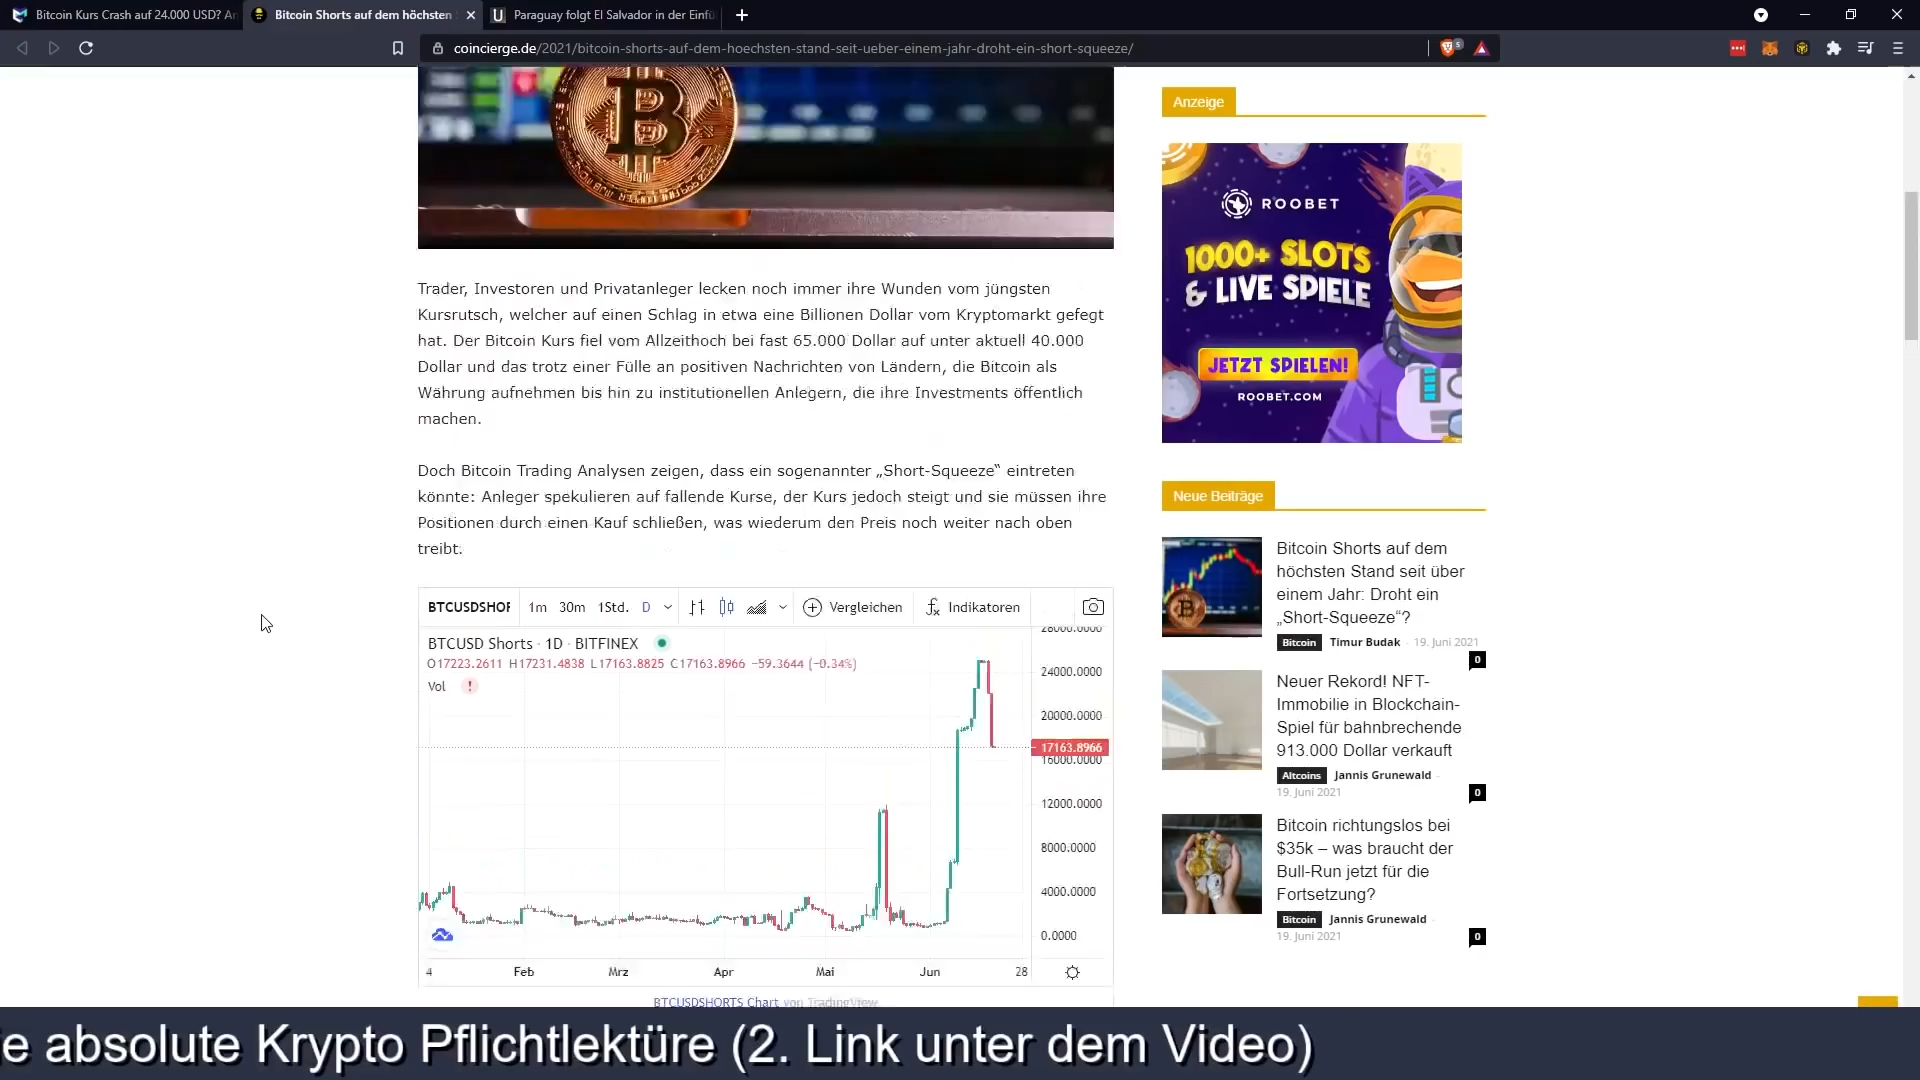 Bitcoin Kurs Crash auf 24.000 USD? An
Bitcoin Shorts auf dem höchsten
Paraguay folgt El Salvador in der Einfü
coincierge.de/2021/bitcoin-shorts-auf-dem-hoechsten-stand-seit-ueber-einem-jahr-droht-ein-short-squeeze/
Trader, Investoren und Privatanleger lecken noch immer ihre Wunden vom jüngsten
Kursrutsch, welcher auf einen Schlag in etwa eine Billionen Dollar vom Kryptomarkt gefegt
hat. Der Bitcoin Kurs fiel vom Allzeithoch bei fast 65.000 Dollar auf unter aktuell 40.000
Dollar und das trotz einer Fülle an positiven Nachrichten von Ländern, die Bitcoin als
Währung aufnehmen bis hin zu institutionellen Anlegern, die ihre Investments öffentlich
machen.
Doch Bitcoin Trading Analysen zeigen, dass ein sogenannter „Short-Squeeze“ eintreten
könnte: Anleger spekulieren auf fallende Kurse, der Kurs jedoch steigt und sie müssen ihre
Positionen durch einen Kauf schließen, was wiederum den Preis noch weiter nach oben
treibt.
BTCUSDSHOF 1m 30m 1Std. D Vergleichen Indikatoren
BTCUSD Shorts · 1D · BITFINEX
O17223.2611 H17231.4838 L17163.8825 C17163.8966 −59.3644 (−0.34%)
Vol !
28000.0000
24000.0000
20000.0000
17163.8966
16000.0000
12000.0000
8000.0000
4000.0000
0.0000
4 Feb Mrz Apr Mai Jun 28
BTCUSDSHORTS Chart von TradingView
Anzeige
ROOBET
1000+ SLOTS
& LIVE SPIELE
JETZT SPIELEN!
ROOBET.COM
Neue Beiträge
Bitcoin Shorts auf dem
höchsten Stand seit über
einem Jahr: Droht ein
„Short-Squeeze“?
Bitcoin Timur Budak - 19. Juni 2021
0
Neuer Rekord! NFT-
Immobilie in Blockchain-
Spiel für bahnbrechende
913.000 Dollar verkauft
Altcoins Jannis Grunewald -
19. Juni 2021
0
Bitcoin richtungslos bei
$35k – was braucht der
Bull-Run jetzt für die
Fortsetzung?
Bitcoin Jannis Grunewald -
19. Juni 2021
0
e absolute Krypto Pflichtlektüre (2. Link unter dem Video)